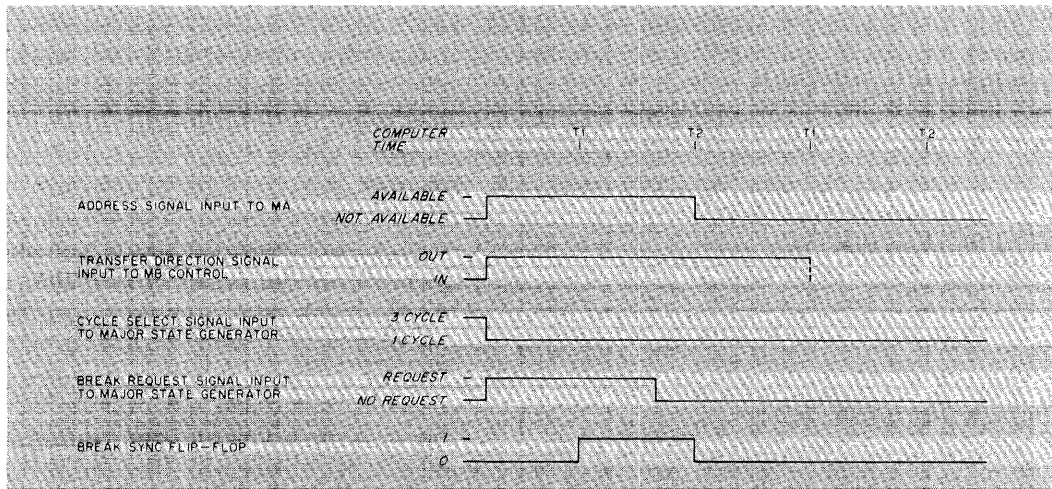 COMPUTER TIME T1 T2 T1 T2
ADDRESS SIGNAL INPUT TO MA
AVAILABLE
NOT AVAILABLE
TRANSFER DIRECTION SIGNAL
INPUT TO MB CONTROL
OUT
IN
CYCLE SELECT SIGNAL INPUT
TO MAJOR STATE GENERATOR
3 CYCLE
1 CYCLE
BREAK REQUEST SIGNAL INPUT
TO MAJOR STATE GENERATOR
REQUEST
NO REQUEST
BREAK SYNC FLIP-FLOP
1
0